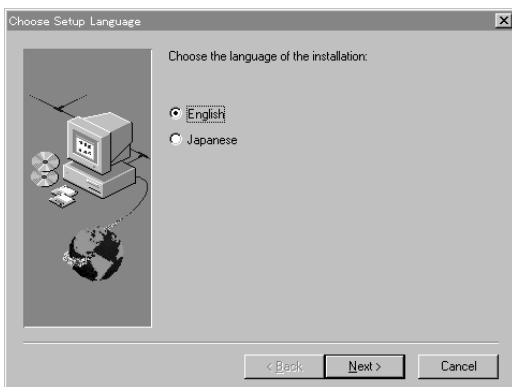 Choose Setup Language
Choose the language of the installation:
English
Japanese
< Back
Next >
Cancel